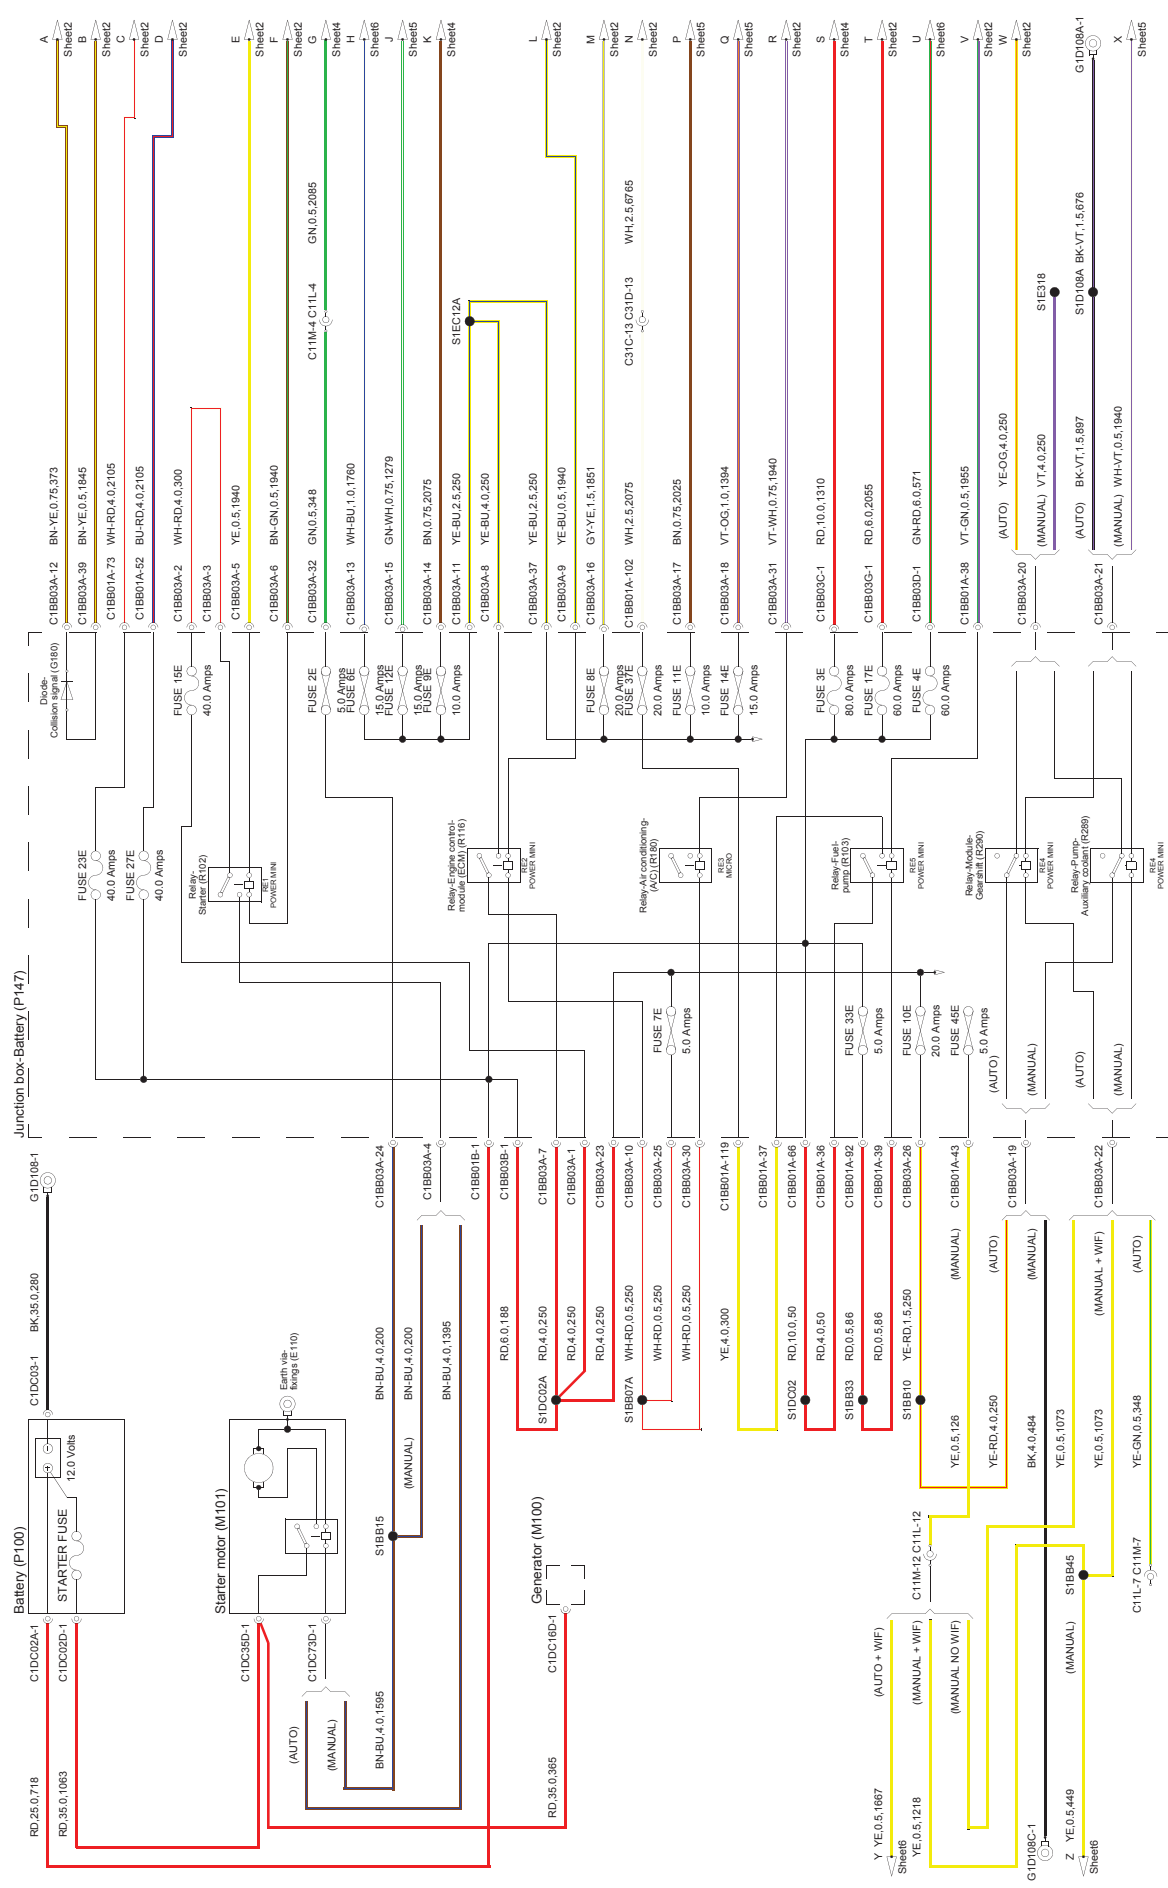 A
Sheet2
B
Sheet2
C
Sheet2
D
Sheet2
E
Sheet2
F
Sheet2
G
Sheet4
H
Sheet6
J
Sheet5
K
Sheet4
L
Sheet2
M
Sheet2
N
Sheet2
P
Sheet5
Q
Sheet5
R
Sheet2
S
Sheet4
T
Sheet2
U
Sheet6
V
Sheet2
W
Sheet2
G1D108A-1
X
Sheet5
C1BB03A-12 BN-YE,0.75,373
C1BB03A-39 BN-YE,0.5,1845
C1BB01A-73 WH-RD,4.0,2105
C1BB01A-52 BU-RD,4.0,2105
C1BB03A-2 WH-RD,4.0,300
C1BB03A-3
C1BB03A-5 YE,0.5,1940
C1BB03A-6 BN-GN,0.5,1940
C1BB03A-32 GN,0.5,348
C11M-4 C11L-4
GN,0.5,2085
C1BB03A-13 WH-BU,1.0,1760
C1BB03A-15 GN-WH,0.75,1279
C1BB03A-14 BN,0.75,2075
C1BB03A-11 YE-BU,2.5,250
S1EC12A
C1BB03A-8 YE-BU,4.0,250
C1BB03A-37 YE-BU,2.5,250
C1BB03A-9 YE-BU,0.5,1940
C1BB03A-16 GY-YE,1.5,1851
C1BB01A-102 WH,2.5,2075
C31C-13 C31D-13
WH,2.5,6765
C1BB03A-17 BN,0.75,2025
C1BB03A-18 VT-OG,1.0,1394
C1BB03A-31 VT-WH,0.75,1940
C1BB03C-1 RD,10.0,1310
C1BB03G-1 RD,6.0,2055
C1BB03D-1 GN-RD,6.0,571
C1BB01A-38 VT-GN,0.5,1955
(AUTO) YE-OG,4.0,250
C1BB03A-20
(MANUAL) VT,4.0,250
S1E318
(AUTO) BK-VT,1.5,897
S1D108A BK-VT,1.5,676
C1BB03A-21
(MANUAL) WH-VT,0.5,1940
Junction box-Battery (P147)
Diode-
Collision signal (G180)
FUSE 23E
40.0 Amps
FUSE 27E
40.0 Amps
FUSE 15E
40.0 Amps
Relay-
Starter (R102)
RE1
POWER MINI
FUSE 2E
5.0 Amps
FUSE 6E
15.0 Amps
FUSE 12E
15.0 Amps
FUSE 9E
10.0 Amps
Relay-Engine control-
module (ECM) (R116)
RE2
POWER MINI
FUSE 8E
20.0 Amps
FUSE 37E
20.0 Amps
FUSE 11E
10.0 Amps
FUSE 14E
15.0 Amps
Relay-Air conditioning-
(A/C) (R190)
RE3
MICRO
FUSE 7E
5.0 Amps
FUSE 3E
80.0 Amps
FUSE 17E
60.0 Amps
FUSE 4E
60.0 Amps
Relay-Fuel-
pump (R103)
RE5
POWER MINI
FUSE 33E
5.0 Amps
FUSE 10E
20.0 Amps
FUSE 45E
5.0 Amps
Relay-Module-
Gearshift (R290)
RE4
POWER MINI
Relay-Pump-
Auxiliary coolant (R289)
RE4
POWER MINI
(AUTO)
(MANUAL)
(AUTO)
(MANUAL)
G1D108-1
BK,35.0,280
C1DC03-1
Battery (P100)
12.0 Volts
STARTER FUSE
C1DC02A-1
C1DC02D-1
RD,25.0,718
RD,35.0,1063
Earth via-
fixings (E110)
Starter motor (M101)
C1DC35D-1
C1DC73D-1
(AUTO)
(MANUAL)
C1BB03A-24
BN-BU,4.0,200
S1BB15
BN-BU,4.0,1595
C1BB03A-4
BN-BU,4.0,200
(MANUAL)
BN-BU,4.0,1395
C1BB01B-1
C1BB03B-1
RD,6.0,188
C1BB03A-7
RD,4.0,250
S1DC02A
C1BB03A-1
RD,4.0,250
C1BB03A-23
RD,4.0,250
Generator (M100)
C1DC16D-1
RD,35.0,365
C1BB03A-10
WH-RD,0.5,250
S1BB07A
C1BB03A-25
WH-RD,0.5,250
C1BB03A-30
WH-RD,0.5,250
C1BB01A-119
YE,4.0,300
C1BB01A-37
C1BB01A-66
RD,10.0,50
S1DC02
C1BB01A-36
RD,4.0,50
C1BB01A-92
RD,0.5,86
S1BB33
C1BB01A-39
RD,0.5,86
C1BB03A-26
YE-RD,1.5,250
S1BB10
C1BB01A-43
(MANUAL)
YE,0.5,126
C11M-12 C11L-12
C1BB03A-19
(AUTO)
YE-RD,4.0,250
(MANUAL)
BK,4.0,484
G1D108C-1
C1BB03A-22
YE,0.5,1073
(MANUAL + WIF)
YE,0.5,1073
S1BB45
(AUTO)
YE-GN,0.5,348
C11L-7 C11M-7
(AUTO + WIF)
Y YE,0.5,1667
Sheet6
(MANUAL + WIF)
YE,0.5,1218
(MANUAL NO WIF)
(MANUAL)
Z YE,0.5,449
Sheet6